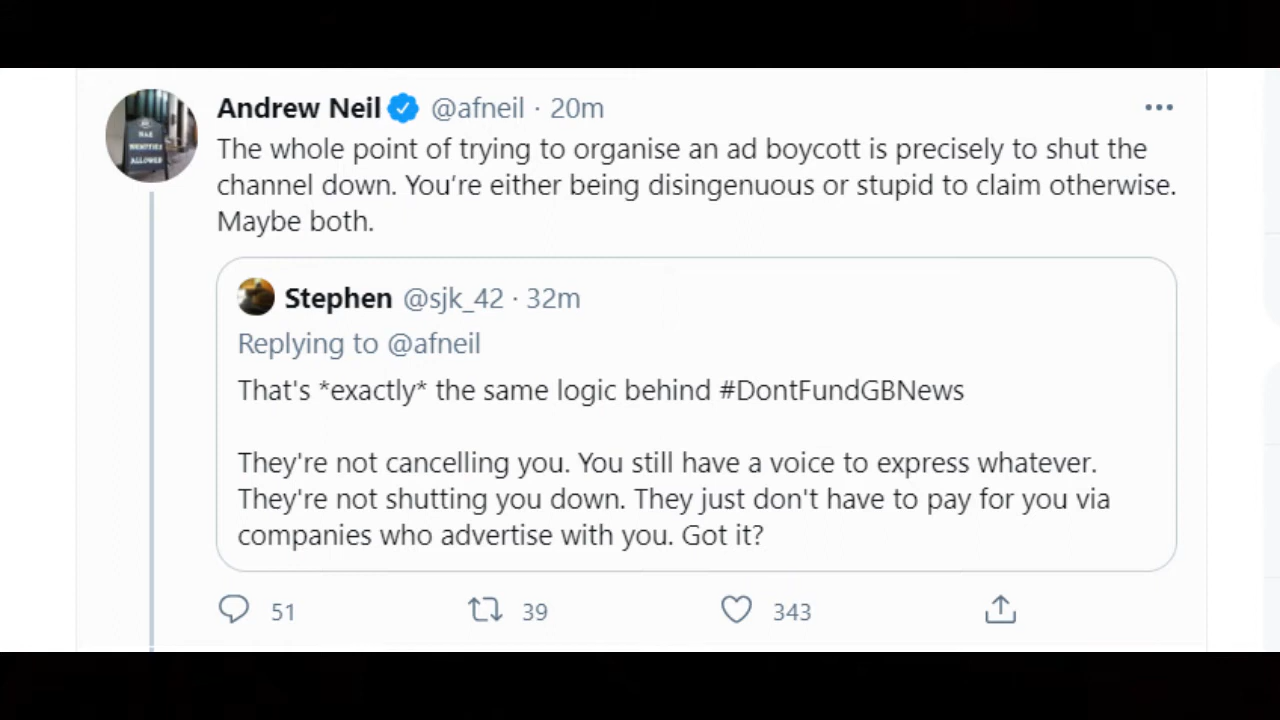 Andrew Neil @afneil · 20m
The whole point of trying to organise an ad boycott is precisely to shut the
channel down. You're either being disingenuous or stupid to claim otherwise.
Maybe both.
Stephen @sjk_42 · 32m
Replying to @afneil
That's *exactly* the same logic behind #DontFundGBNews
They're not cancelling you. You still have a voice to express whatever.
They're not shutting you down. They just don't have to pay for you via
companies who advertise with you. Got it?
51 39 343